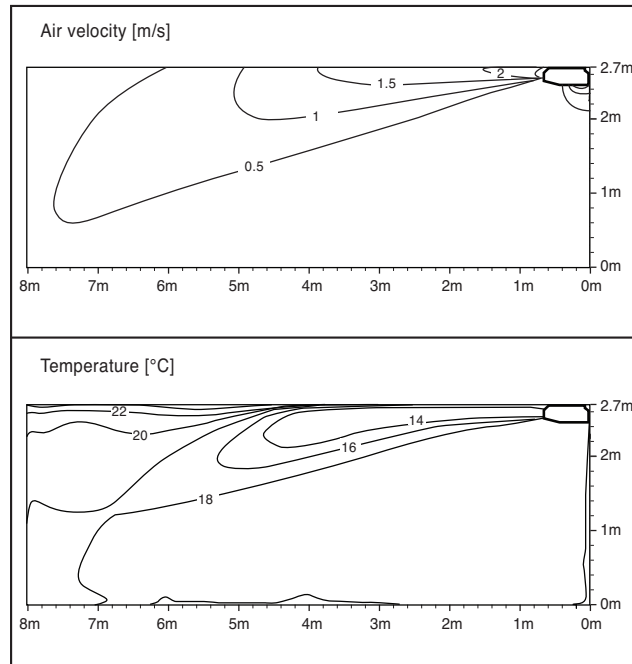 Air velocity [m/s]
2.7m
2
1.5
2m
1
0.5
1m
0m
8m 7m 6m 5m 4m 3m 2m 1m 0m
Temperature [°C]
2.7m
22
14
20
16
2m
18
1m
0m
8m 7m 6m 5m 4m 3m 2m 1m 0m